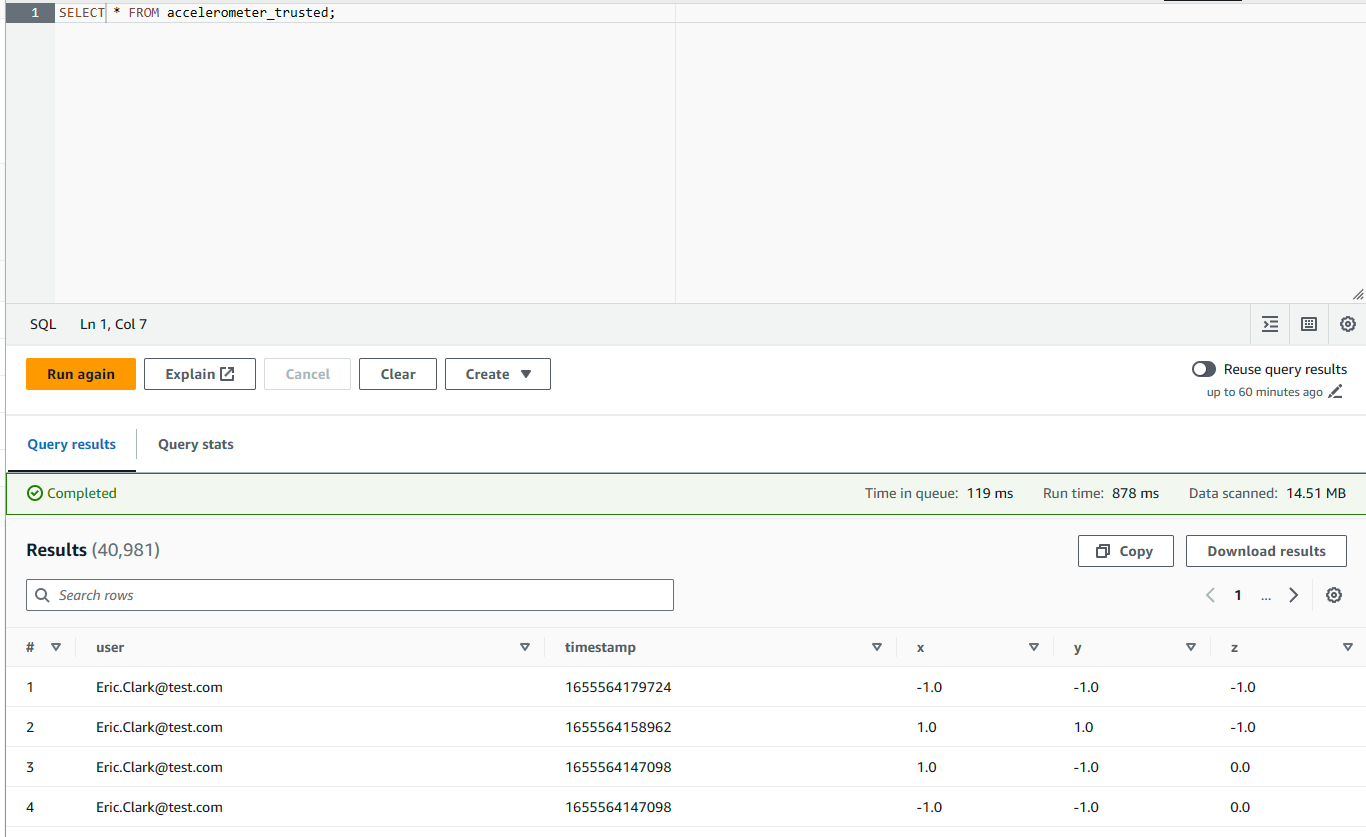 1 SELECT * FROM accelerometer_trusted;
SQL Ln 1, Col 7
Run again Explain Cancel Clear Create Reuse query results
up to 60 minutes ago
Query results Query stats
Completed Time in queue: 119 ms Run time: 878 ms Data scanned: 14.51 MB
Results (40,981) Copy Download results
Search rows 1 ...
# user timestamp x y z
1 Eric.Clark@test.com 1655564179724 -1.0 -1.0 -1.0
2 Eric.Clark@test.com 1655564158962 1.0 1.0 -1.0
3 Eric.Clark@test.com 1655564147098 1.0 -1.0 0.0
4 Eric.Clark@test.com 1655564147098 -1.0 -1.0 0.0